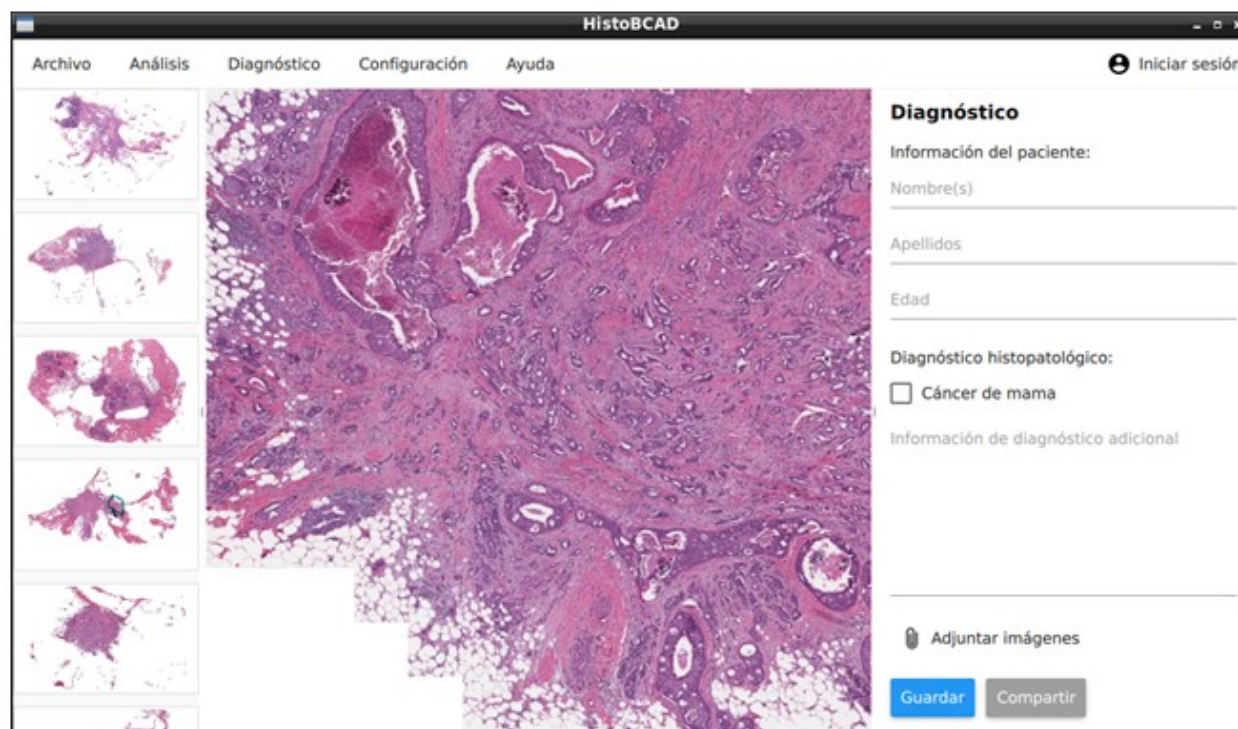 HistoBCAD
Archivo Análisis Diagnóstico Configuración Ayuda Iniciar sesión
Diagnóstico
Información del paciente:
Nombre(s)
Apellidos
Edad
Diagnóstico histopatológico:
Cáncer de mama
Información de diagnóstico adicional
Adjuntar imágenes
Guardar Compartir